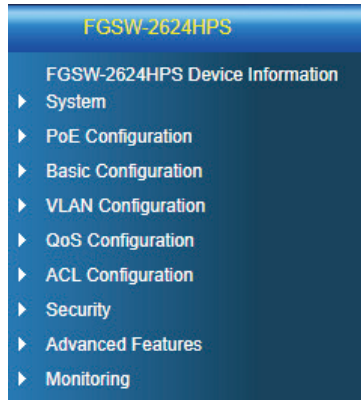 FGSW-2624HPS
FGSW-2624HPS Device Information
System
PoE Configuration
Basic Configuration
VLAN Configuration
QoS Configuration
ACL Configuration
Security
Advanced Features
Monitoring